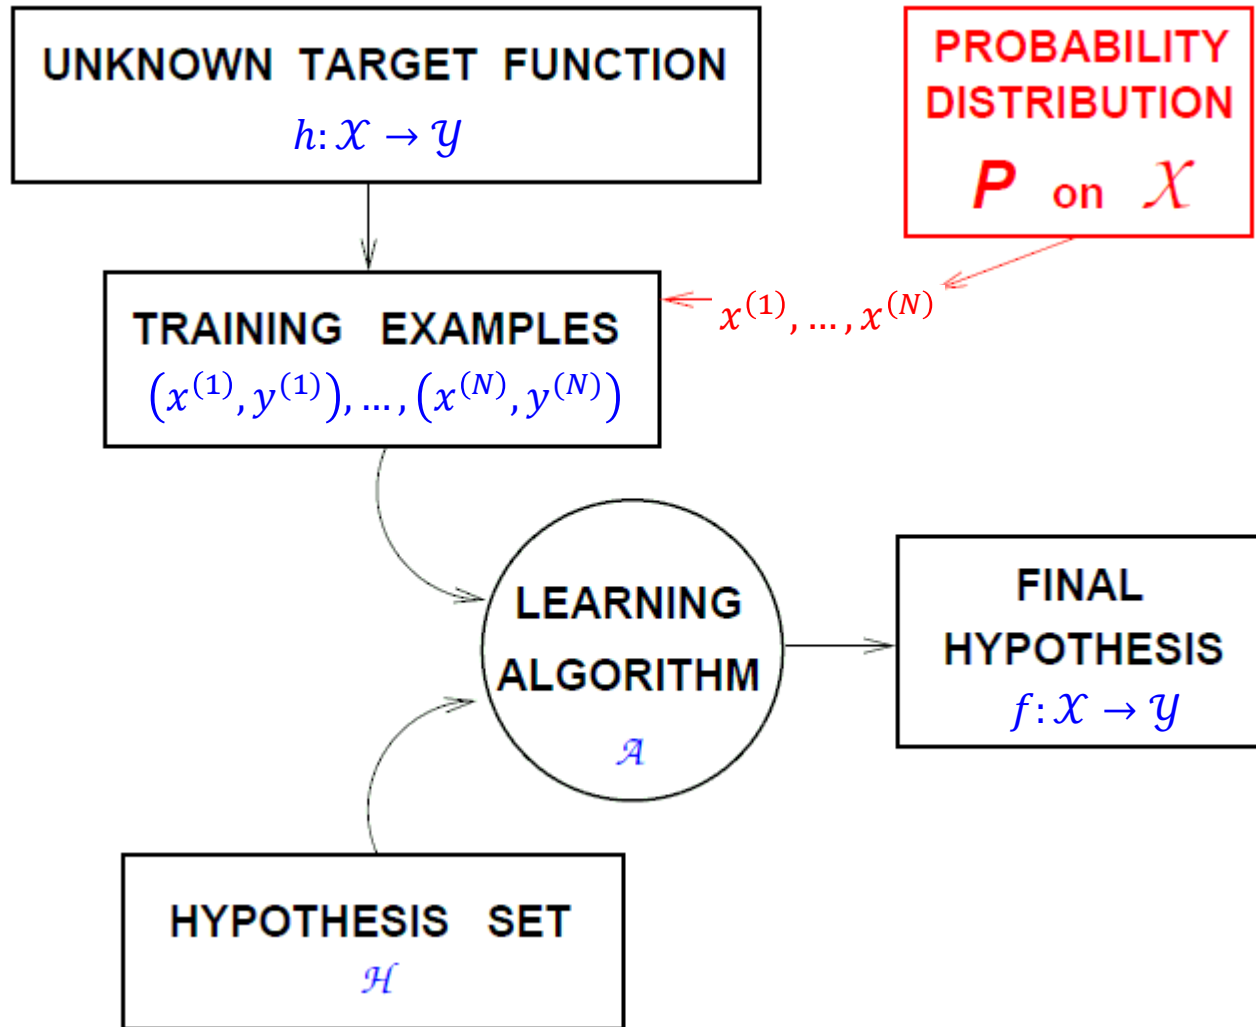 UNKNOWN TARGET FUNCTION
h: 𝒳 → 𝒴
PROBABILITY
DISTRIBUTION
P on 𝒳
x⁽¹⁾, …, x⁽ᴺ⁾
TRAINING EXAMPLES
(x⁽¹⁾, y⁽¹⁾), …, (x⁽ᴺ⁾, y⁽ᴺ⁾)
LEARNING
ALGORITHM
𝒜
FINAL
HYPOTHESIS
f: 𝒳 → 𝒴
HYPOTHESIS SET
ℋ